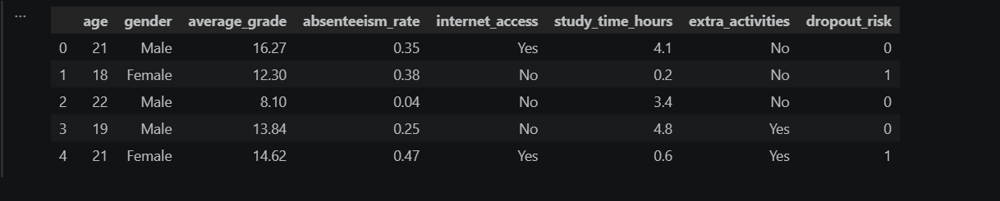 ...
age gender average_grade absenteeism_rate internet_access study_time_hours extra_activities dropout_risk
0 21 Male 16.27 0.35 Yes 4.1 No 0
1 18 Female 12.30 0.38 No 0.2 No 1
2 22 Male 8.10 0.04 No 3.4 No 0
3 19 Male 13.84 0.25 No 4.8 Yes 0
4 21 Female 14.62 0.47 Yes 0.6 Yes 1